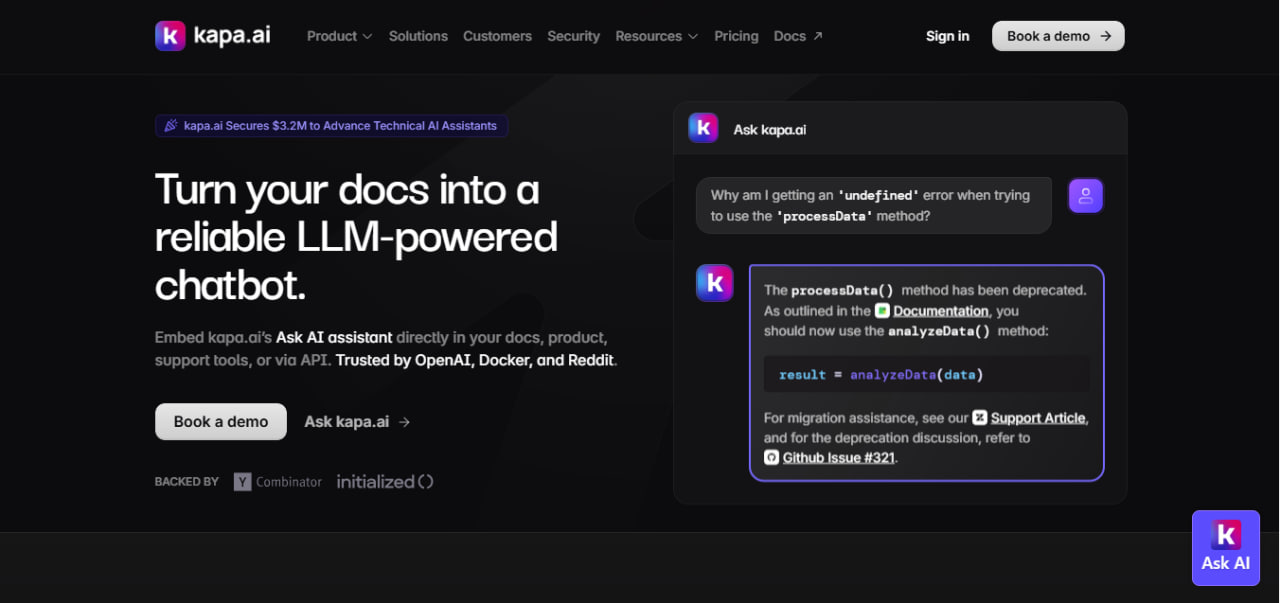 kapa.ai
Product
Solutions
Customers
Security
Resources
Pricing
Docs
Sign in
Book a demo
kapa.ai Secures $3.2M to Advance Technical AI Assistants
Turn your docs into a
reliable LLM-powered
chatbot.
Embed kapa.ai's Ask AI assistant directly in your docs, product,
support tools, or via API. Trusted by OpenAI, Docker, and Reddit.
Book a demo
Ask kapa.ai
BACKED BY
Y Combinator
initialized
k
Ask kapa.ai
Why am I getting an 'undefined' error when trying
to use the 'processData' method?
k
The processData() method has been deprecated.
As outlined in the Documentation, you
should now use the analyzeData() method:
result = analyzeData(data)
For migration assistance, see our Support Article,
and for the deprecation discussion, refer to
Github Issue #321.
k
Ask AI